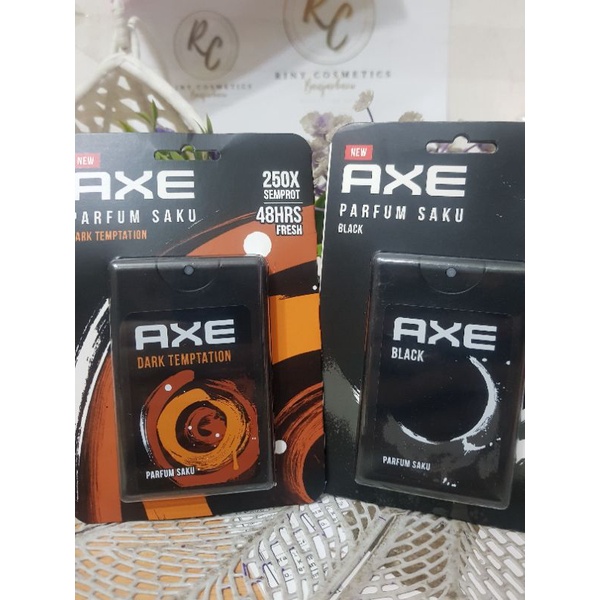 RC
RC
RINY COSMETICS
Banjarbaru
NEW
AXE
PARFUM SAKU
DARK TEMPTATION
250X
SEMPROT
48HRS
FRESH
AXE
DARK TEMPTATION
PARFUM SAKU
NEW
AXE
PARFUM SAKU
BLACK
AXE
BLACK
PARFUM SAKU